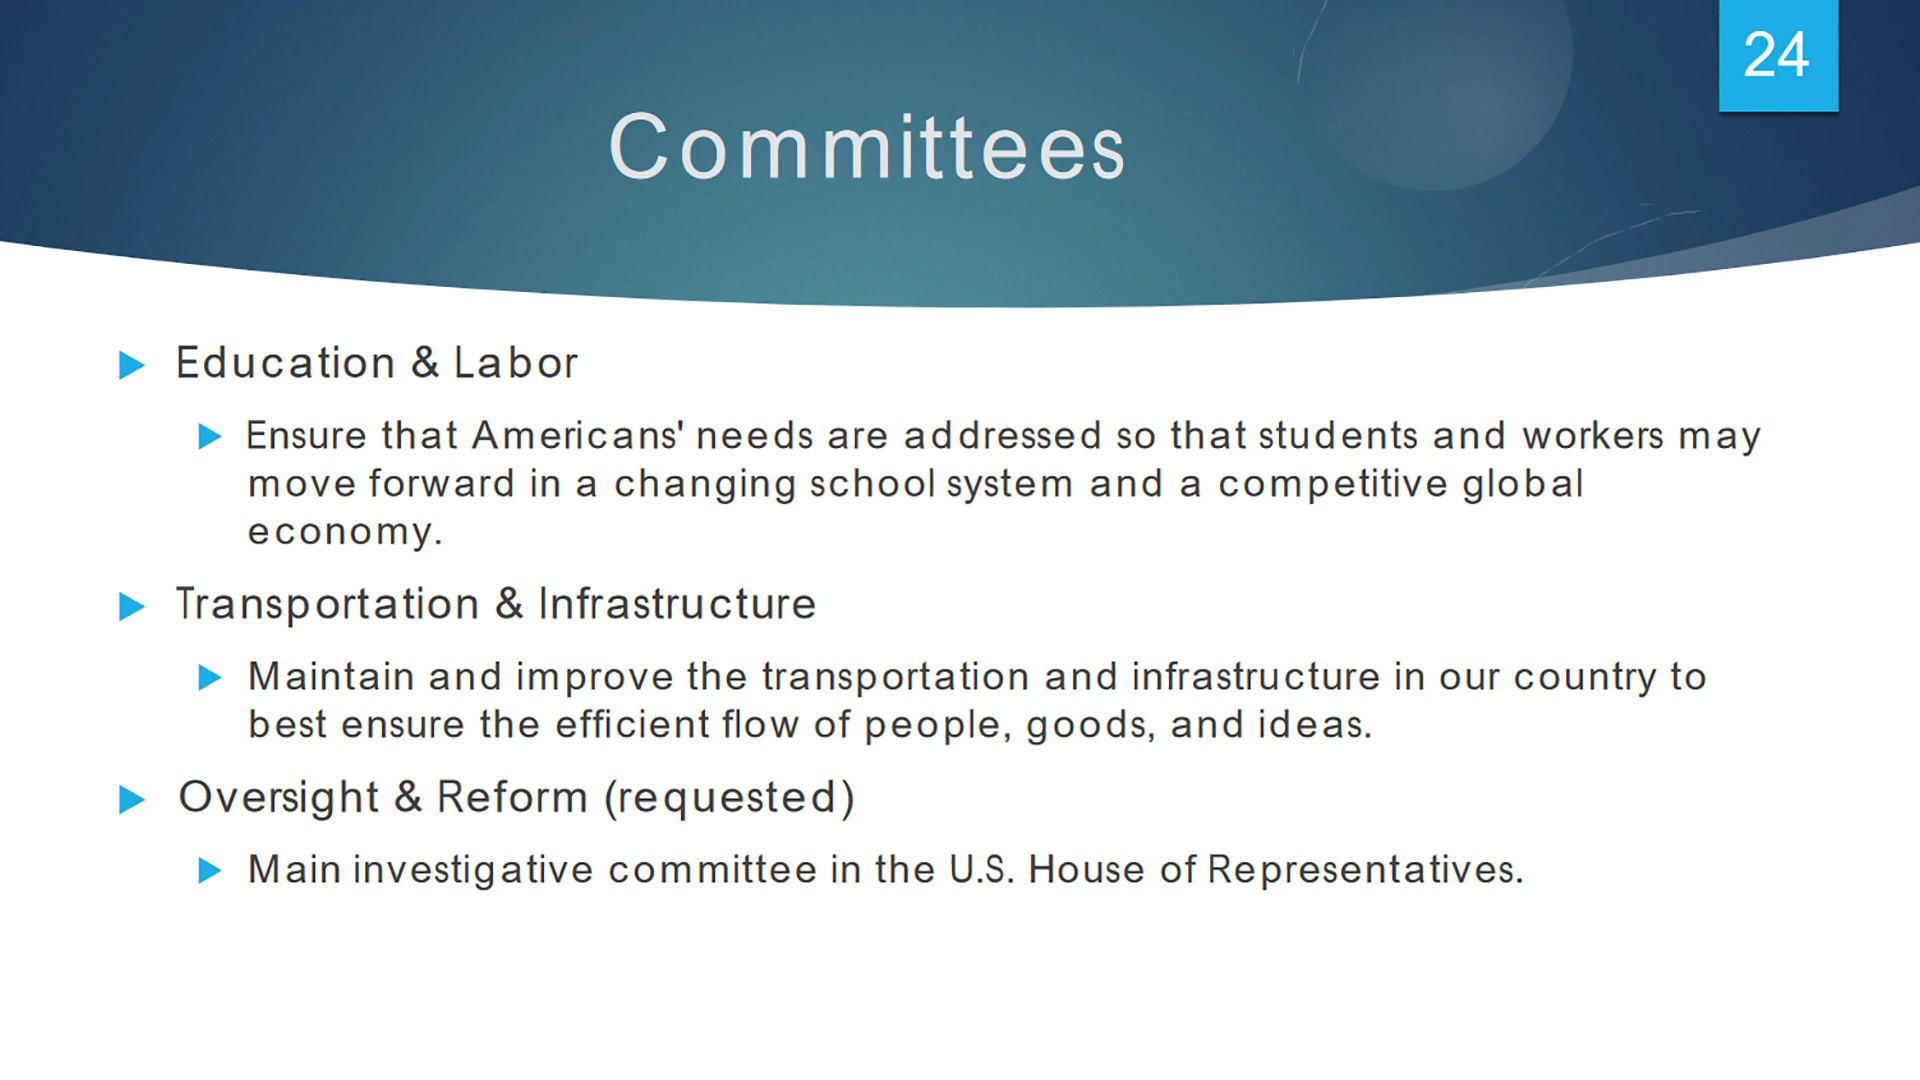 24
Committees
Education & Labor
Ensure that Americans' needs are addressed so that students and workers may
move forward in a changing school system and a competitive global
economy.
Transportation & Infrastructure
Maintain and improve the transportation and infrastructure in our country to
best ensure the efficient flow of people, goods, and ideas.
Oversight & Reform (requested)
Main investigative committee in the U.S. House of Representatives.